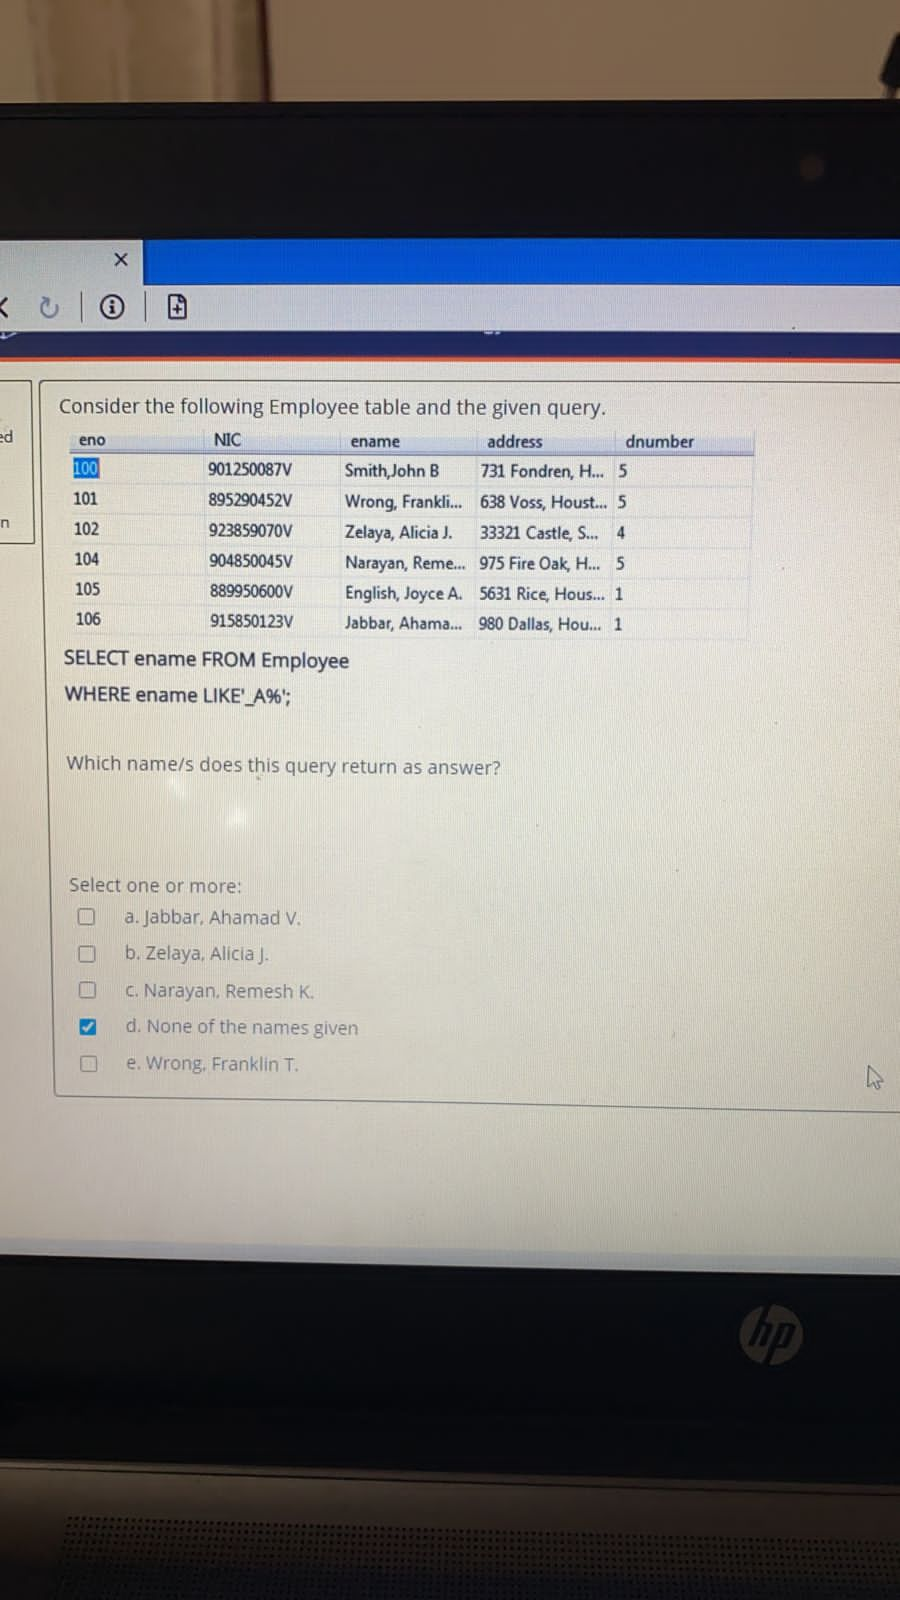 ed
n
Consider the following Employee table and the given query.
eno NIC ename address dnumber
100 901250087V Smith,John B 731 Fondren, H... 5
101 895290452V Wrong, Frankli... 638 Voss, Houst... 5
102 923859070V Zelaya, Alicia J. 33321 Castle, S... 4
104 904850045V Narayan, Reme... 975 Fire Oak, H... 5
105 889950600V English, Joyce A. 5631 Rice, Hous... 1
106 915850123V Jabbar, Ahama... 980 Dallas, Hou... 1
SELECT ename FROM Employee
WHERE ename LIKE'_A%';
Which name/s does this query return as answer?
Select one or more:
a. Jabbar, Ahamad V.
b. Zelaya, Alicia J.
c. Narayan, Remesh K.
d. None of the names given
e. Wrong, Franklin T.
hp